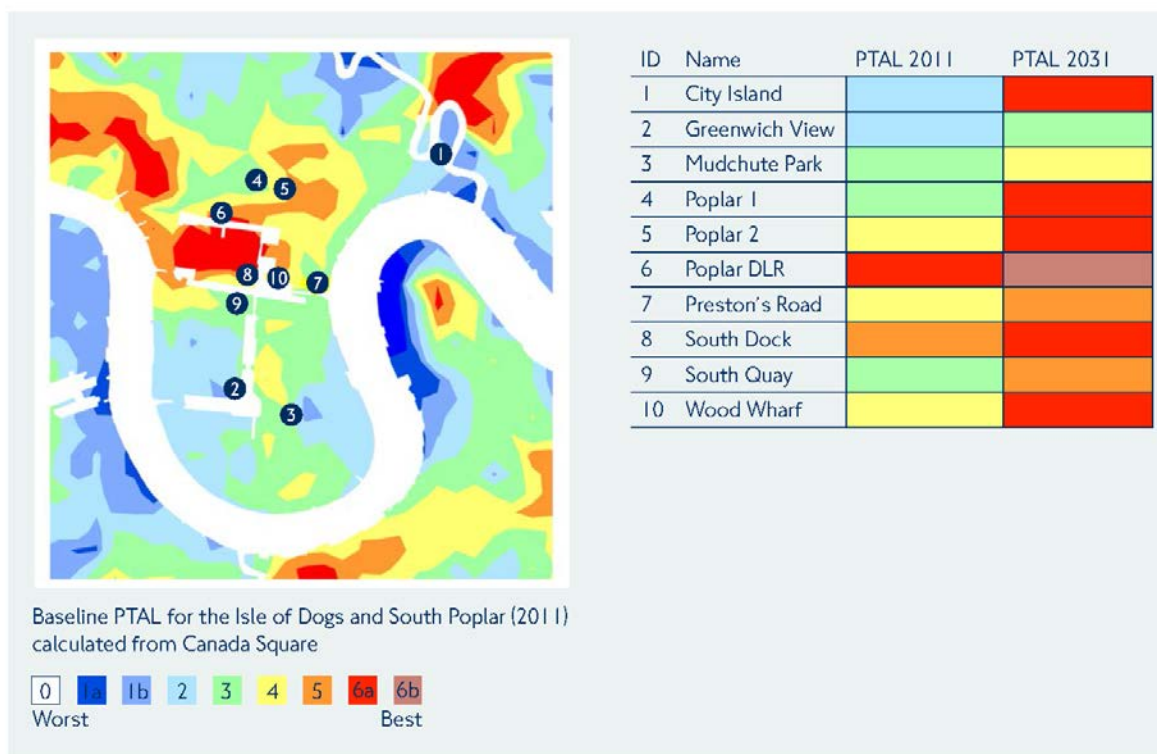 ID Name PTAL 2011 PTAL 2031
1 City Island
2 Greenwich View
3 Mudchute Park
4 Poplar 1
5 Poplar 2
6 Poplar DLR
7 Preston's Road
8 South Dock
9 South Quay
10 Wood Wharf
1
4
5
6
8
10
7
9
2
3
Baseline PTAL for the Isle of Dogs and South Poplar (2011)
calculated from Canada Square
0 1a 1b 2 3 4 5 6a 6b
Worst Best